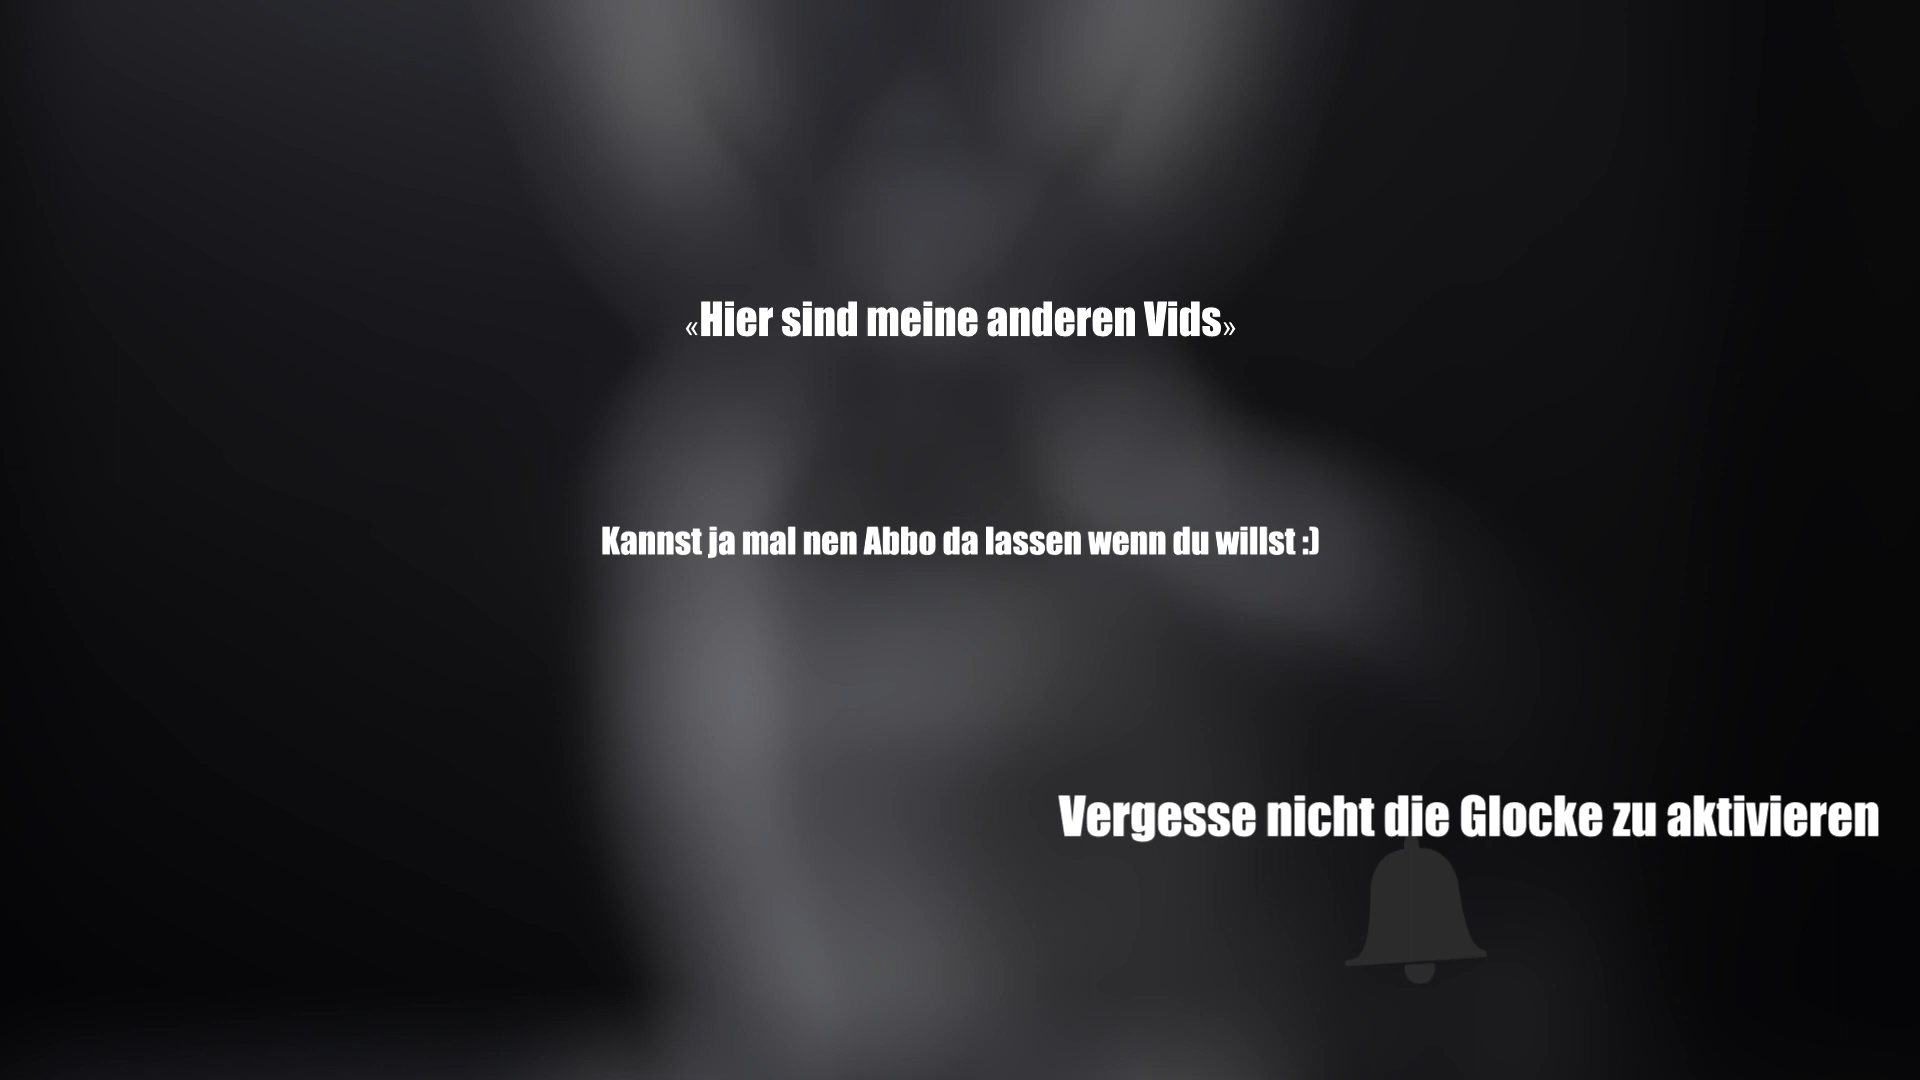 «Hier sind meine anderen Vids»
Kannst ja mal nen Abbo da lassen wenn du willst :)
Vergesse nicht die Glocke zu aktivieren